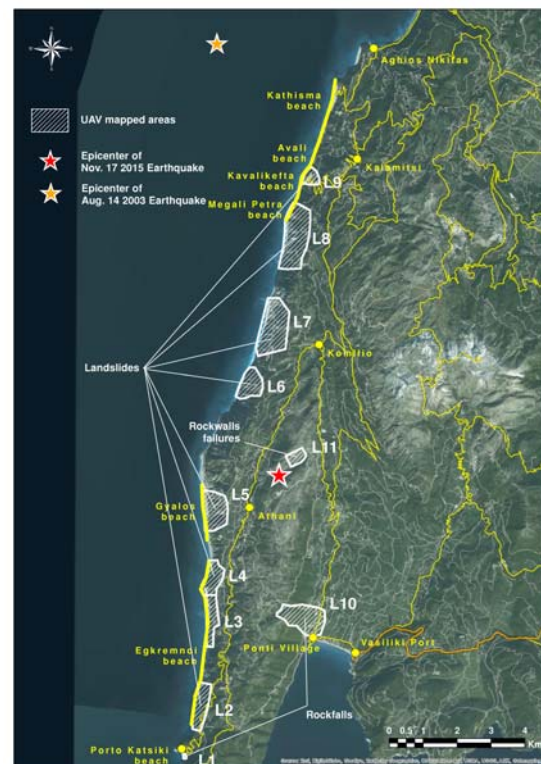 Aghios Nikitas
Kathisma
beach
UAV mapped areas
Avali
beach
Kalamitsi
Epicenter of
Nov. 17 2015 Earthquake
Kavalikefta
beach
L9
Epicenter of
Aug. 14 2003 Earthquake
Megali Petra
beach
L8
L7
Komilio
Landslides
L6
Rockwalls
failures
L11
L5
Gyalos
beach
Athani
L4
L10
L3
Egkremnoi
beach
Ponti Village
Vasiliki Port
L2
Rockfalls
Porto Katsiki
beach
L1
0 0.5 1 2 3 4
Km